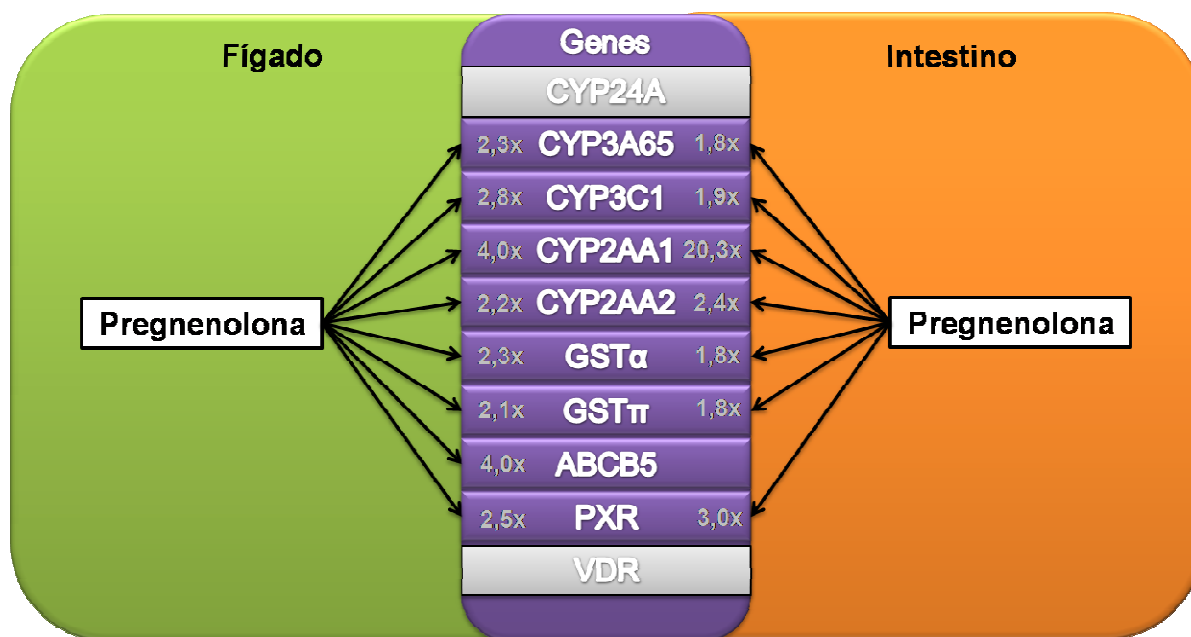 Fígado
Genes
Intestino
CYP24A
2,3x CYP3A65 1,8x
2,8x CYP3C1 1,9x
4,0x CYP2AA1 20,3x
2,2x CYP2AA2 2,4x
Pregnenolona
Pregnenolona
2,3x GSTα 1,8x
2,1x GSTπ 1,8x
4,0x ABCB5
2,5x PXR 3,0x
VDR